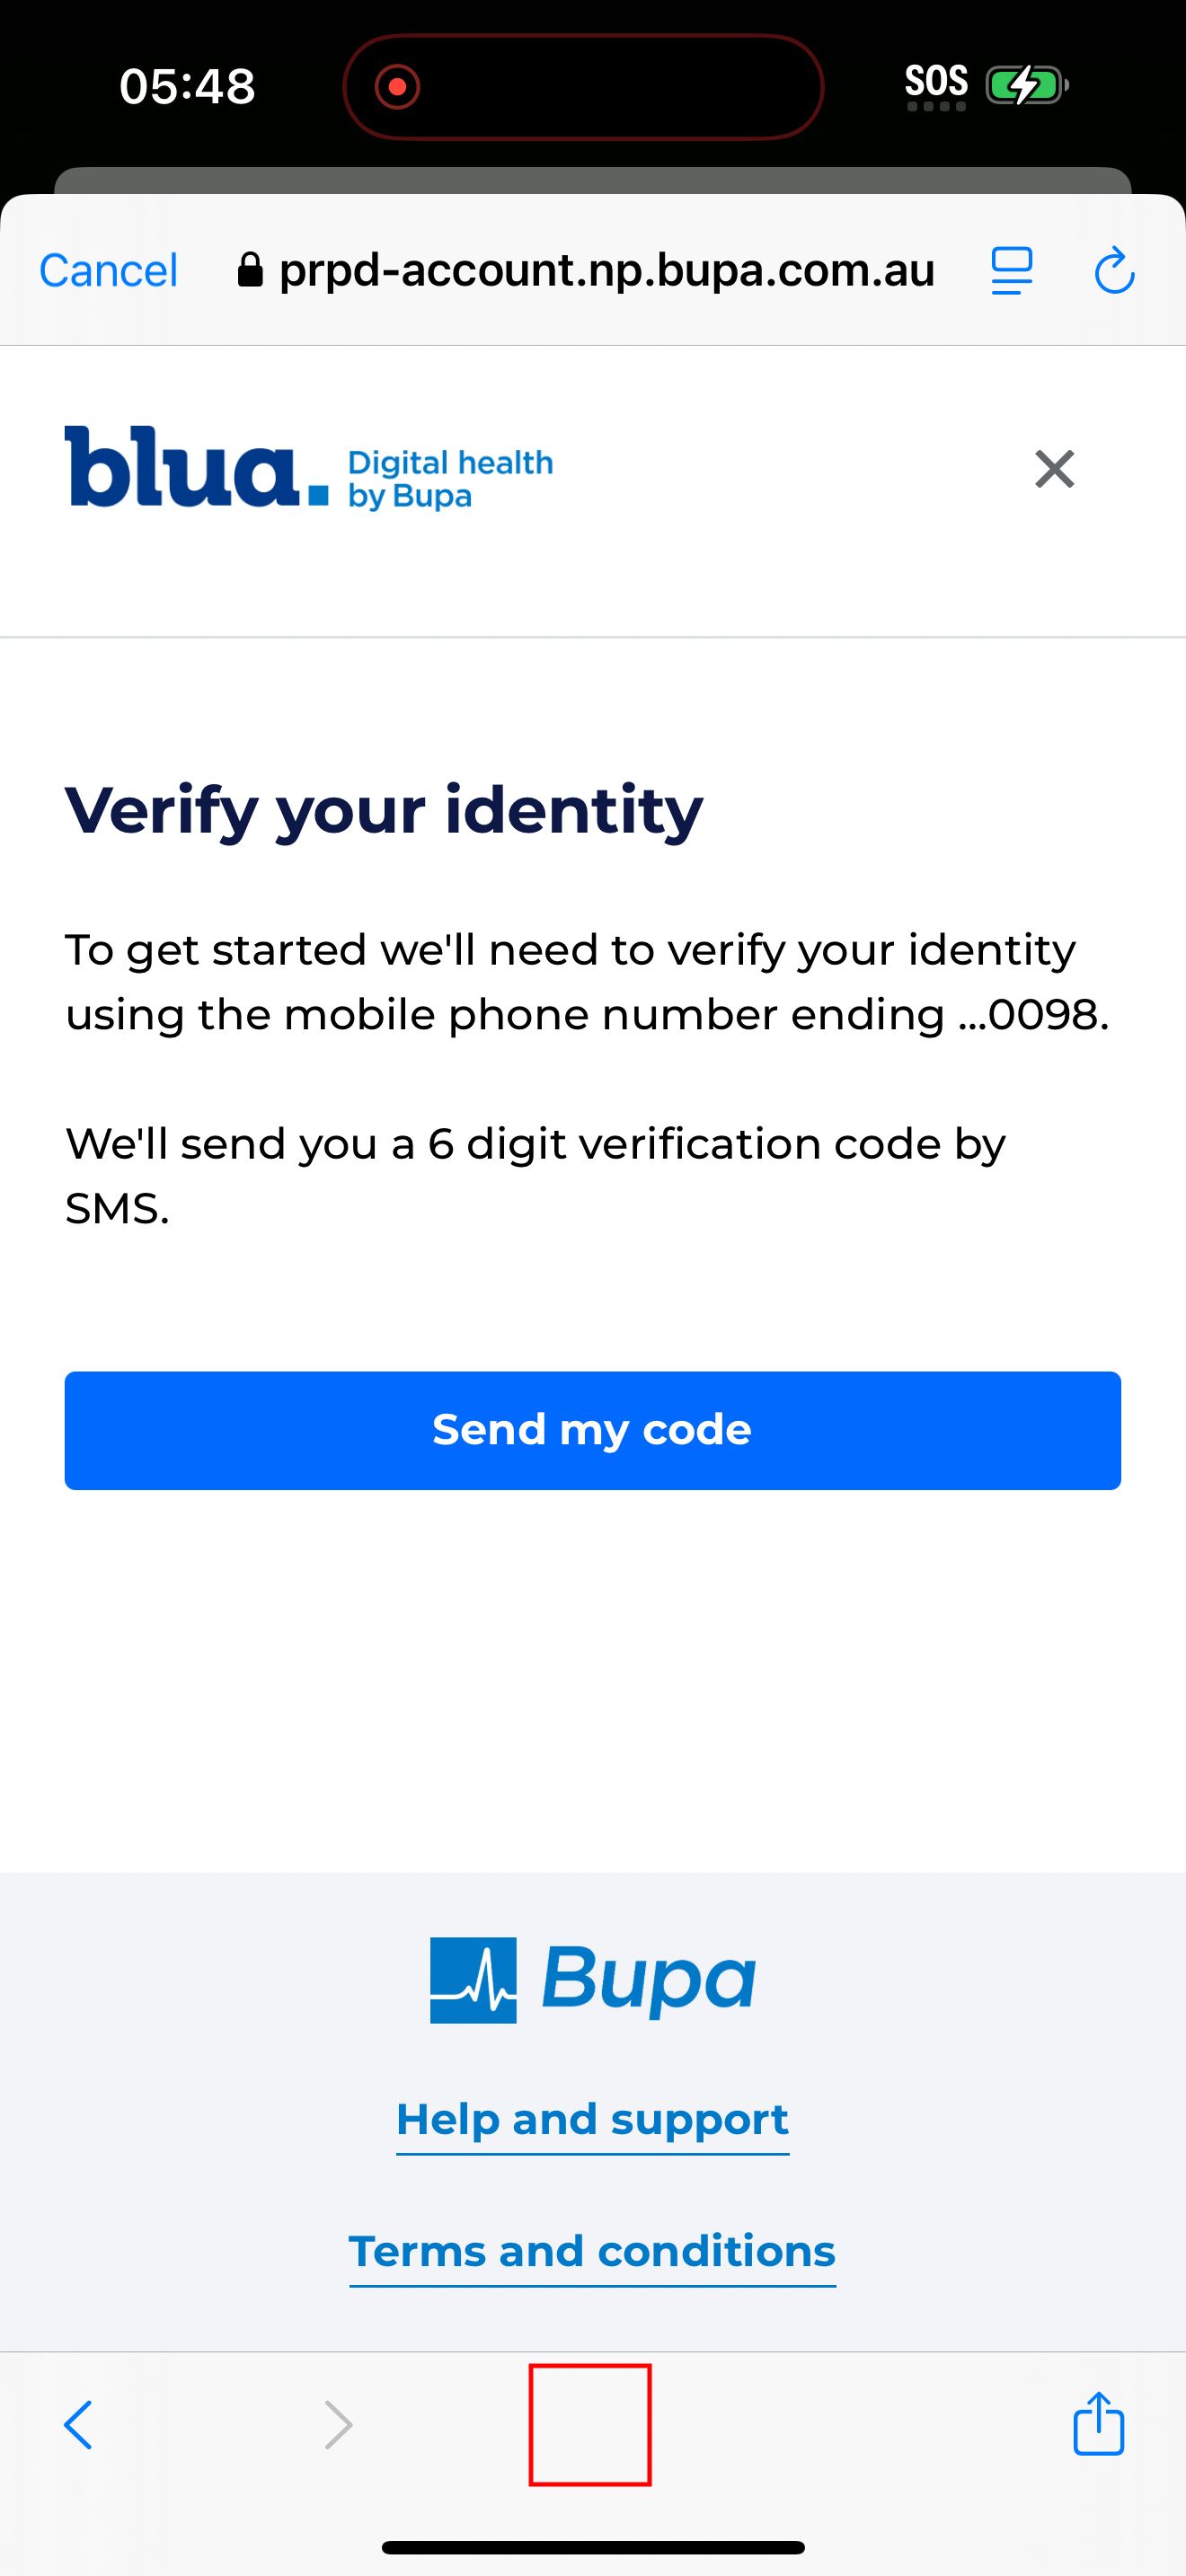 05:48
SOS
Cancel
prpd-account.np.bupa.com.au
blua.
Digital health
by Bupa
Verify your identity
To get started we'll need to verify your identity
using the mobile phone number ending ...0098.
We'll send you a 6 digit verification code by
SMS.
Send my code
Bupa
Help and support
Terms and conditions